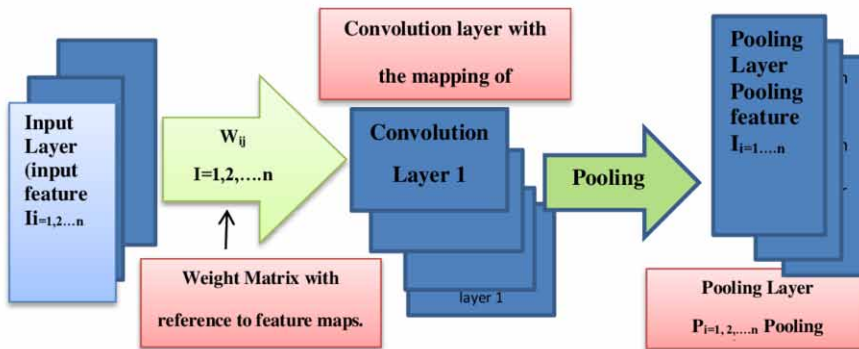 Input
Layer
(input
feature
Ii=1,2…n
Wij
I=1,2,….n
Weight Matrix with
reference to feature maps.
Convolution layer with
the mapping of
Convolution
Layer 1
layer 1
Pooling
Pooling
Layer
Pooling
feature
Ii=1….n
Pooling Layer
Pi=1, 2,….n Pooling